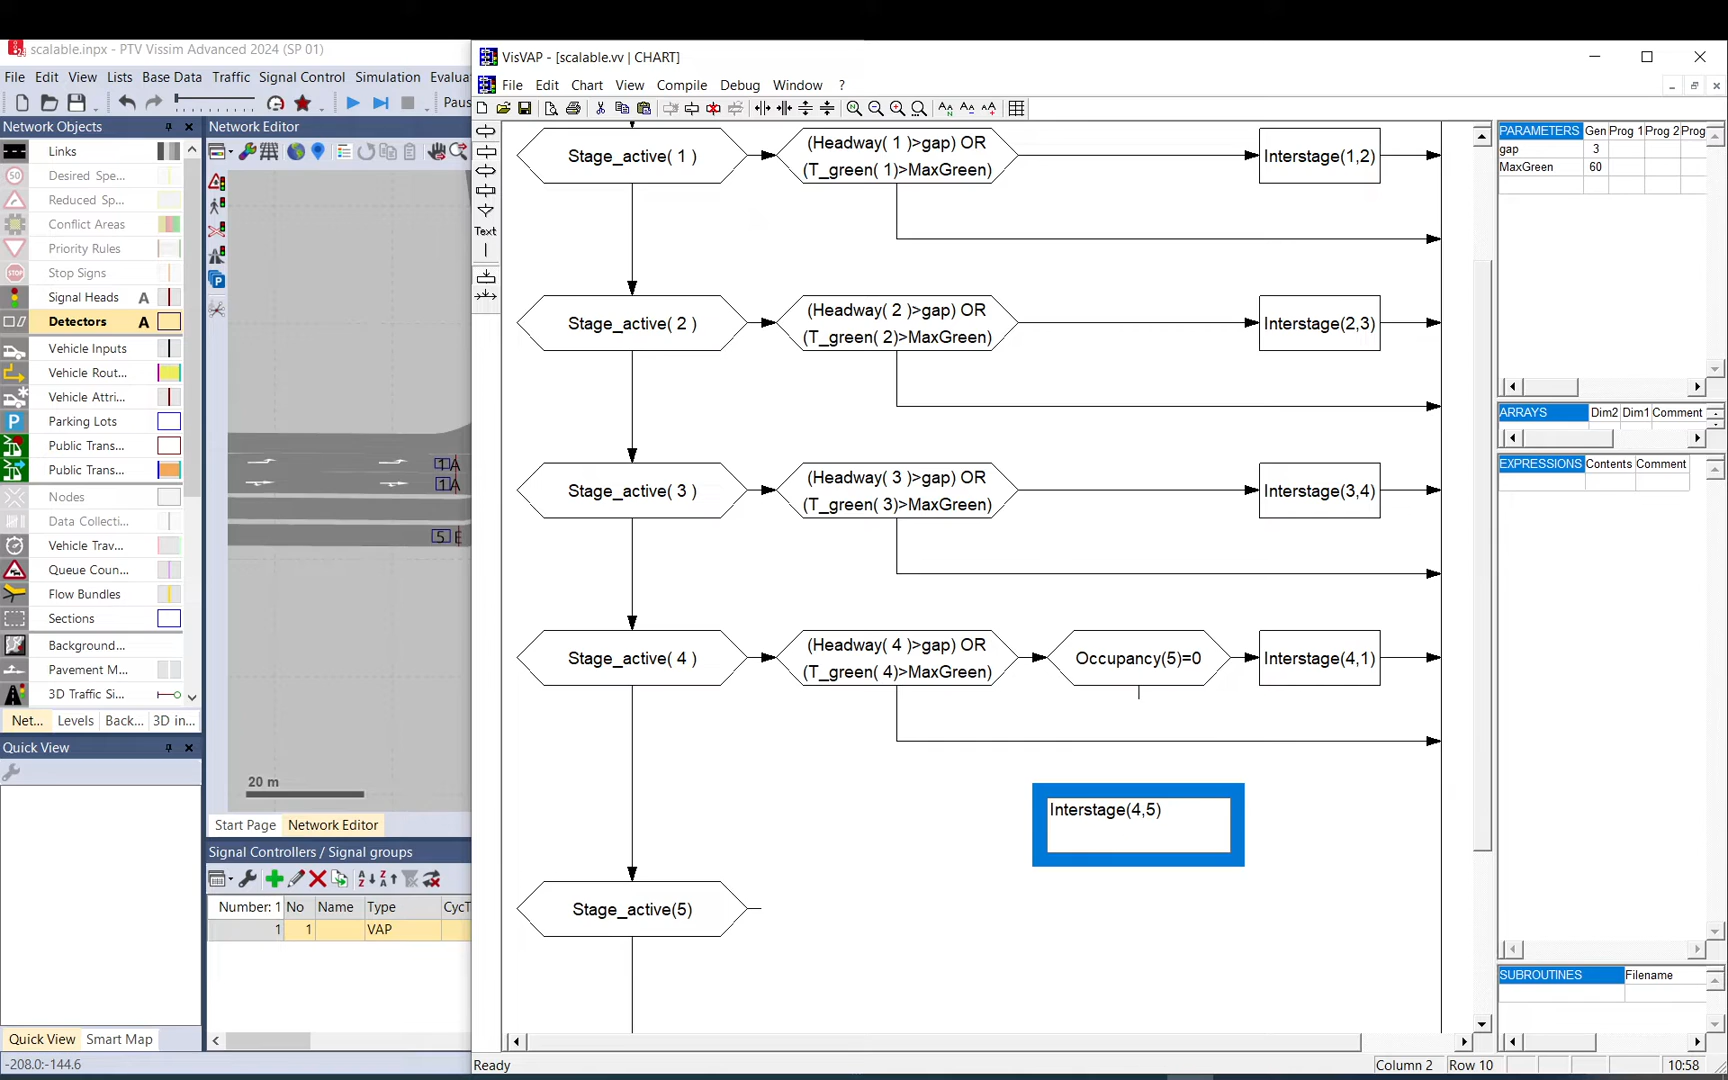 scalable.inpx - PTV Vissim Advanced 2024 (SP 01)
File Edit View Lists Base Data Traffic Signal Control Simulation Evalua
Paus
Network Objects
Links
50 Desired Spe...
Reduced Sp...
Conflict Areas
Priority Rules
STOP Stop Signs
Signal Heads A
Detectors A
Vehicle Inputs
Vehicle Rout...
Vehicle Attri...
P Parking Lots
Public Trans...
Public Trans...
Nodes
Data Collecti...
Vehicle Trav...
Queue Coun...
Flow Bundles
Sections
Background...
Pavement M...
3D Traffic Si...
Net... Levels Back... 3D in...
Quick View
Quick View Smart Map
-208.0:-144.6
Network Editor
1 A
1 A
5 E
20 m
Start Page Network Editor
Signal Controllers / Signal groups
Number: 1 No Name Type CycT
1 1 VAP
VisVAP - [scalable.vv | CHART]
File Edit Chart View Compile Debug Window ?
Text
Stage_active( 1 )
(Headway( 1 )>gap) OR
(T_green( 1)>MaxGreen)
Interstage(1,2)
Stage_active( 2 )
(Headway( 2 )>gap) OR
(T_green( 2)>MaxGreen)
Interstage(2,3)
Stage_active( 3 )
(Headway( 3 )>gap) OR
(T_green( 3)>MaxGreen)
Interstage(3,4)
Stage_active( 4 )
(Headway( 4 )>gap) OR
(T_green( 4)>MaxGreen)
Occupancy(5)=0
Interstage(4,1)
Interstage(4,5)
Stage_active(5)
PARAMETERS Gen Prog 1 Prog 2 Prog
gap 3
MaxGreen 60
ARRAYS Dim2 Dim1 Comment
EXPRESSIONS Contents Comment
SUBROUTINES Filename
Ready
Column 2 Row 10 10:58